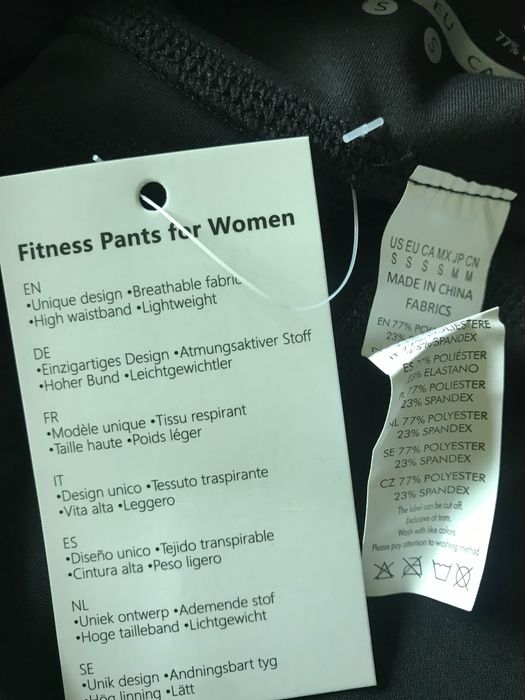 Fitness Pants for Women
EN
•Unique design •Breathable fabric
•High waistband •Lightweight
DE
•Einzigartiges Design •Atmungsaktiver Stoff
•Hoher Bund •Leichtgewichtler
FR
•Modèle unique •Tissu respirant
•Taille haute •Poids léger
IT
•Design unico •Tessuto traspirante
•Vita alta •Leggero
ES
•Diseño unico •Tejido transpirable
•Cintura alta •Peso ligero
NL
•Uniek ontwerp •Ademende stof
•Hoge tailleband •Lichtgewicht
SE
•Unik design •Andningsbart tyg
•Hög linning •Lätt
EU
S
S
CA
77%
US EU CA MX JP CN
S S S S M M
MADE IN CHINA
FABRICS
EN 77%
23%
SPANDEX
ES 77% POLIÉSTER
23% ELASTANO
77% POLIESTER
23% SPANDEX
NL 77% POLYESTER
23% SPANDEX
SE 77% POLYESTER
23% SPANDEX
CZ 77% POLYESTER
23% SPANDEX
The label can be cut off.
Exclusive of trim.
Wash with like colors.
Please pay attention to washing method